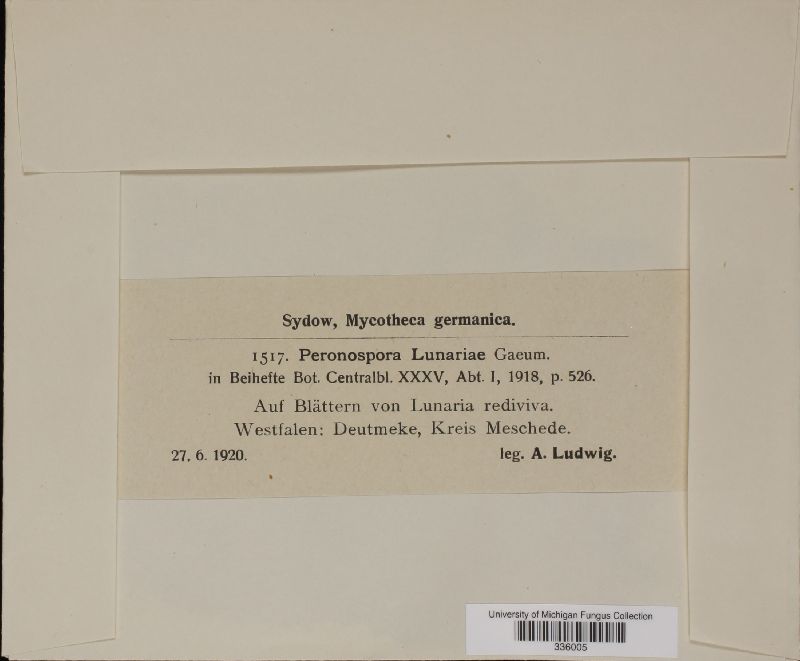 Sydow, Mycotheca germanica.
1517. Peronospora Lunariae Gaeum.
in Beihefte Bot. Centralbl. XXXV, Abt. I, 1918, p. 526.
Auf Blättern von Lunaria rediviva.
Westfalen: Deutmeke, Kreis Meschede.
27. 6. 1920. leg. A. Ludwig.
University of Michigan Fungus Collection
336005